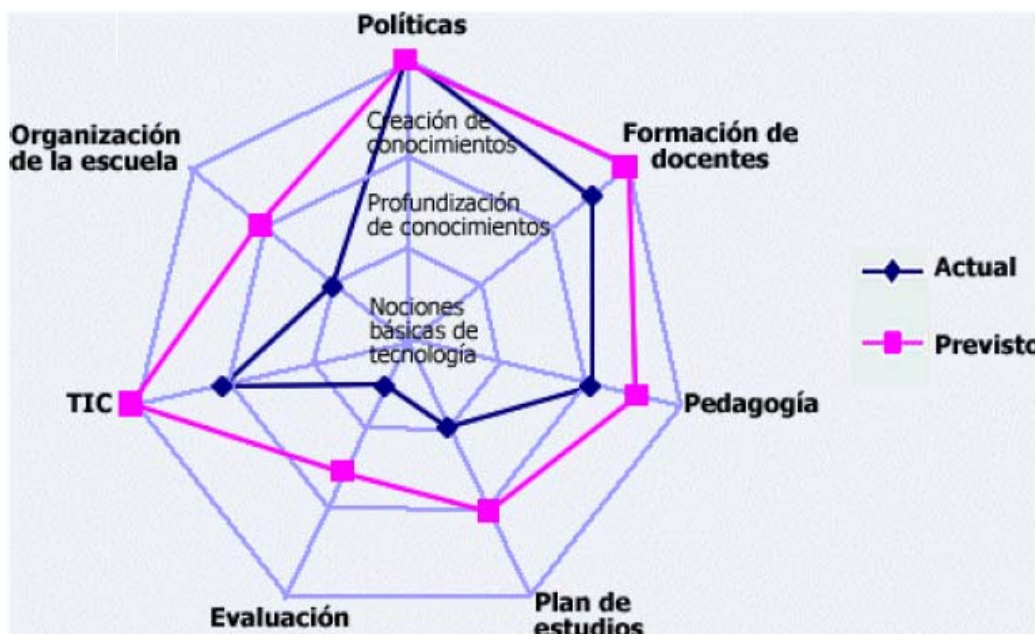 Políticas
Creación de
conocimientos
Organización
de la escuela
Formación de
docentes
Profundización
de conocimientos
Actual
Nociones
básicas de
tecnología
Previsto
TIC
Pedagogía
Evaluación
Plan de
estudios